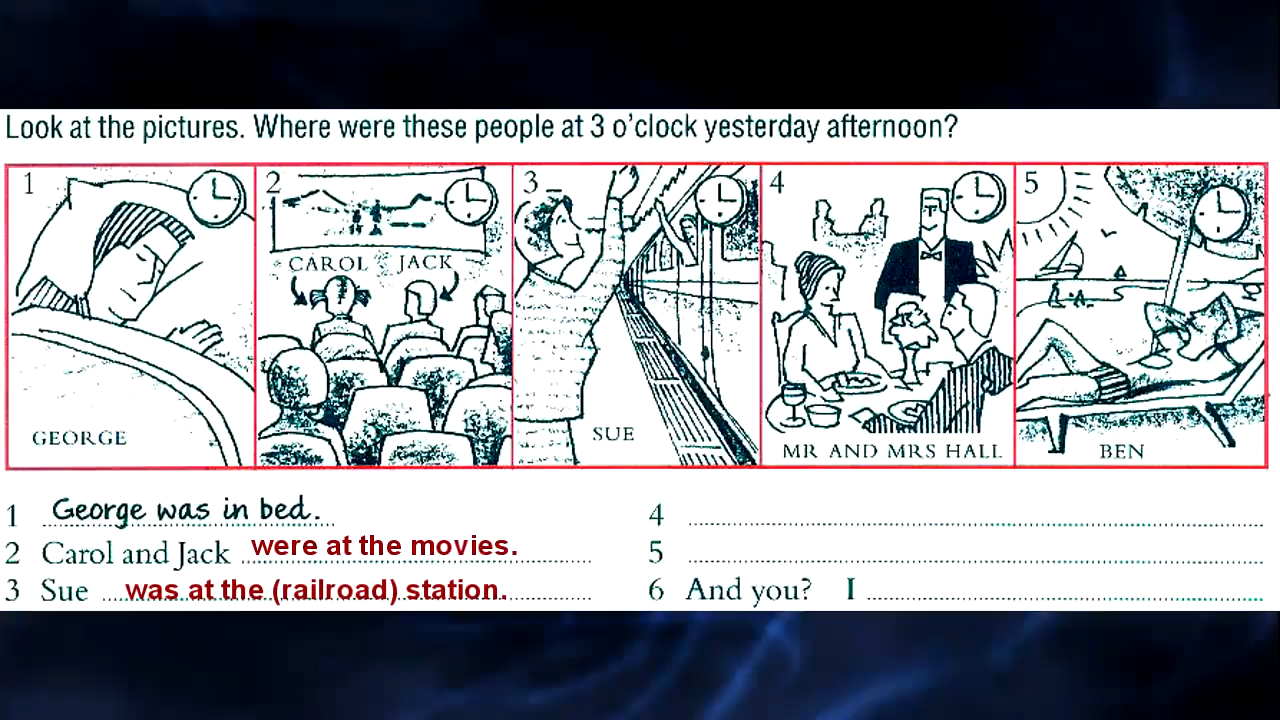 Look at the pictures. Where were these people at 3 o'clock yesterday afternoon?
1
2
3
4
5
CAROL JACK
GEORGE
SUE
MR AND MRS HALL
BEN
1 George was in bed.
2 Carol and Jack were at the movies.
3 Sue was at the (railroad) station.
4
5
6 And you? I